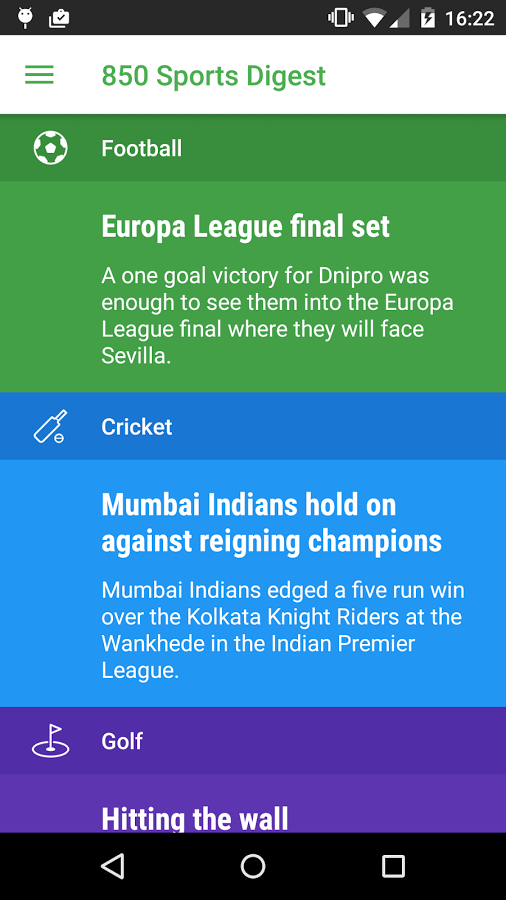 16:22
850 Sports Digest
Football
Europa League final set
A one goal victory for Dnipro was
enough to see them into the Europa
League final where they will face
Sevilla.
Cricket
Mumbai Indians hold on
against reigning champions
Mumbai Indians edged a five run win
over the Kolkata Knight Riders at the
Wankhede in the Indian Premier
League.
Golf
Hitting the wall